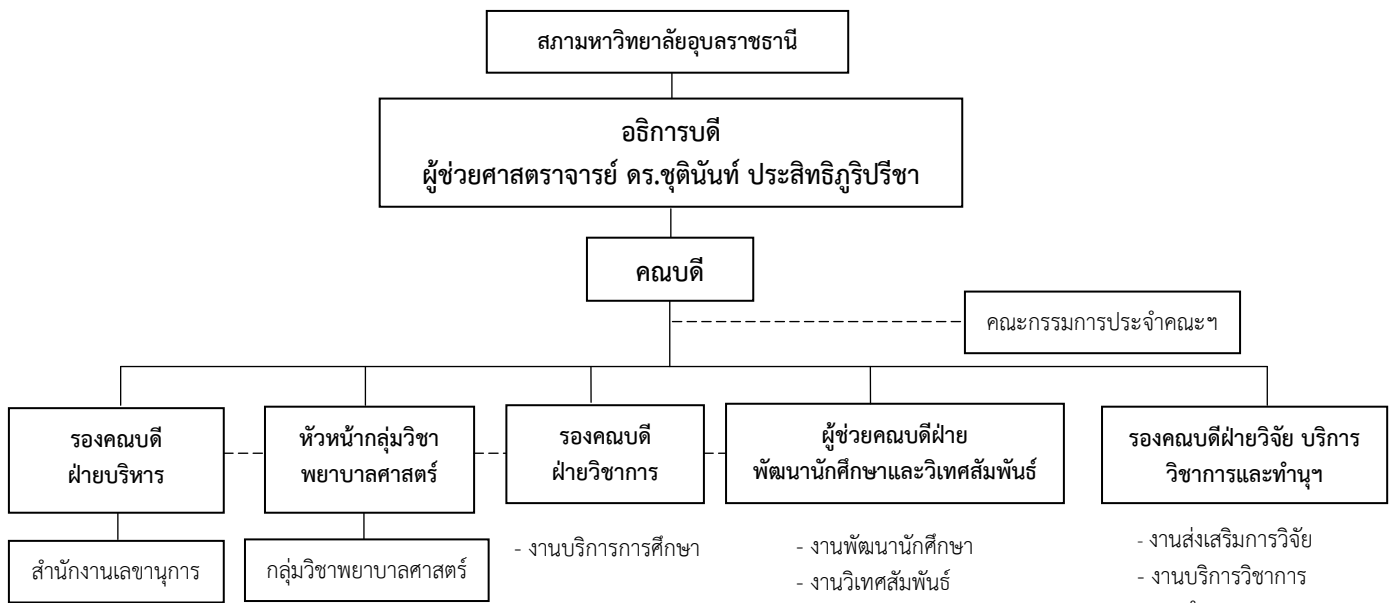 สภามหาวิทยาลัยอุบลราชธานี
อธิการบดี
ผู้ช่วยศาสตราจารย์ ดร.ชุตินันท์ ประสิทธิภูริปรีชา
คณบดี
คณะกรรมการประจำคณะฯ
รองคณบดี
ฝ่ายบริหาร
หัวหน้ากลุ่มวิชา
พยาบาลศาสตร์
รองคณบดี
ฝ่ายวิชาการ
ผู้ช่วยคณบดีฝ่าย
พัฒนานักศึกษาและวิเทศสัมพันธ์
รองคณบดีฝ่ายวิจัย บริการ
วิชาการและทำนุฯ
สำนักงานเลขานุการ
กลุ่มวิชาพยาบาลศาสตร์
- งานบริการการศึกษา
- งานพัฒนานักศึกษา
- งานวิเทศสัมพันธ์
- งานส่งเสริมการวิจัย
- งานบริการวิชาการ